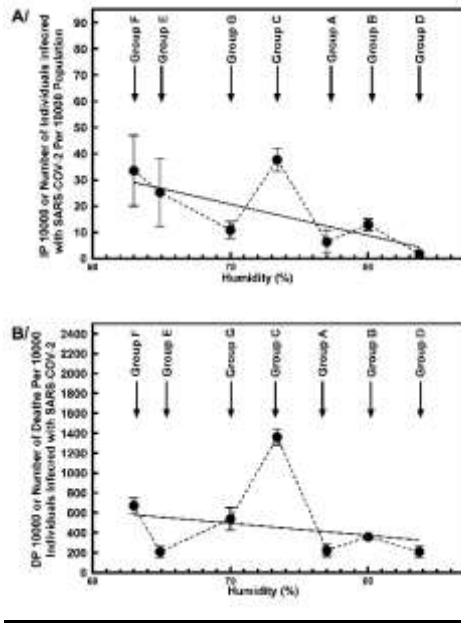 A/
IP 10000 or Number of Individuals Infected
with SARS-COV-2 Per 10000 Population
90
80
70
60
50
40
30
20
10
0
Group F
Group E
Group G
Group C
Group A
Group B
Group D
60 70 80
Humidity (%)
B/
DP 10000 or Number of Deaths Per 10000
Individuals Infected with SARS-COV-2
2400
2200
2000
1800
1600
1400
1200
1000
800
600
400
200
0
Group F
Group E
Group G
Group C
Group A
Group B
Group D
60 70 80
Humidity (%)